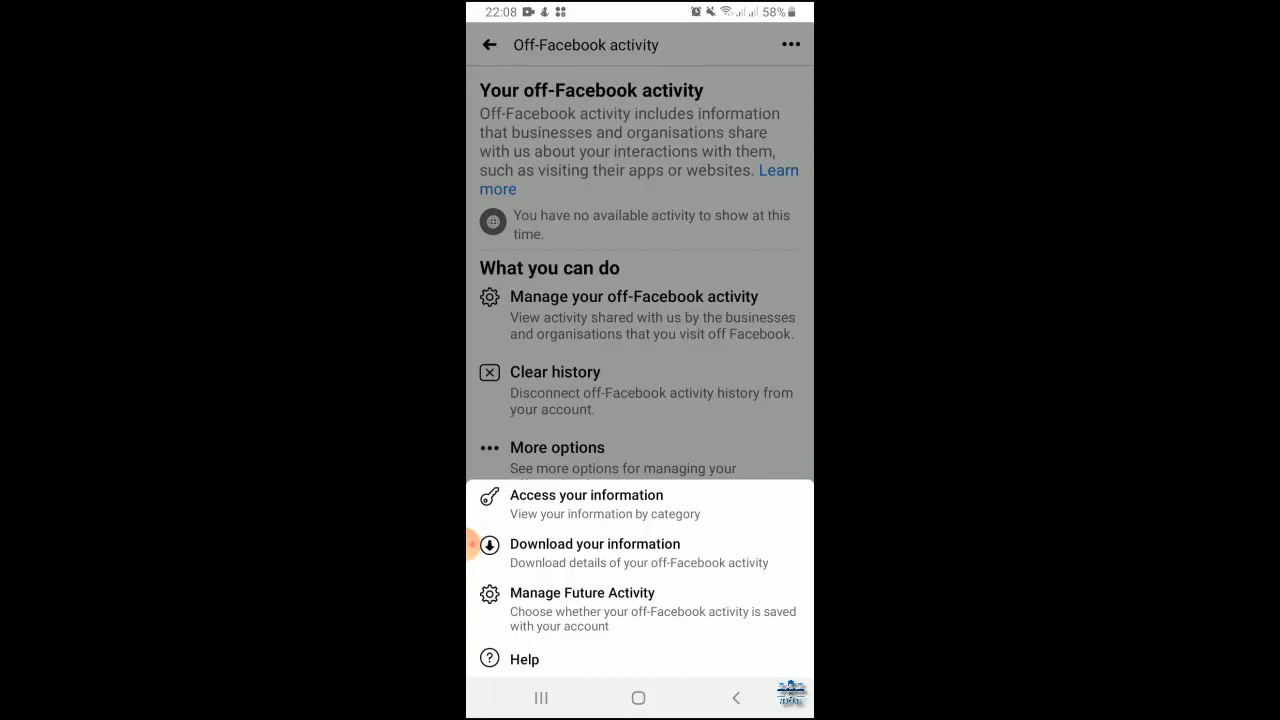 22:08
58%
Off-Facebook activity
Your off-Facebook activity
Off-Facebook activity includes information
that businesses and organisations share
with us about your interactions with them,
such as visiting their apps or websites. Learn
more
You have no available activity to show at this
time.
What you can do
Manage your off-Facebook activity
View activity shared with us by the businesses
and organisations that you visit off Facebook.
Clear history
Disconnect off-Facebook activity history from
your account.
More options
See more options for managing your
Access your information
View your information by category
Download your information
Download details of your off-Facebook activity
Manage Future Activity
Choose whether your off-Facebook activity is saved
with your account
Help